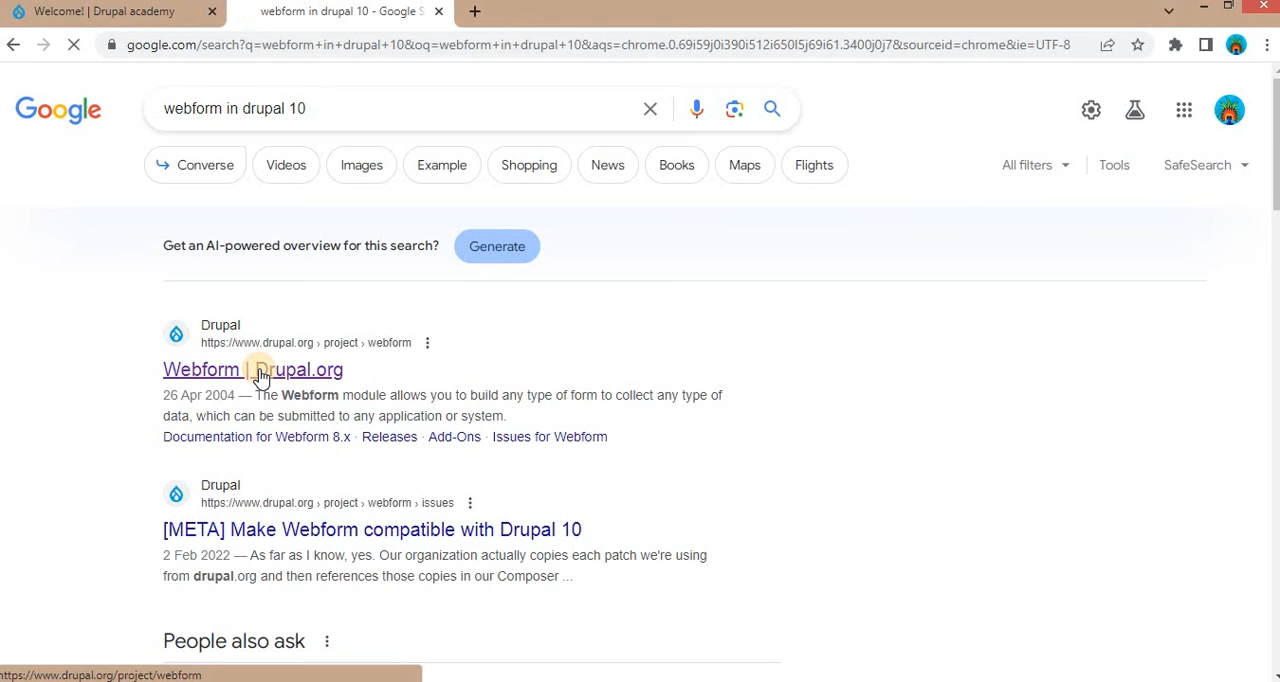 Welcome! | Drupal academy
webform in drupal 10 - Google S
google.com/search?q=webform+in+drupal+10&oq=webform+in+drupal+10&aqs=chrome.0.69i59j0i390i512i650l5j69i61.3400j0j7&sourceid=chrome&ie=UTF-8
Google
webform in drupal 10
Converse
Videos
Images
Example
Shopping
News
Books
Maps
Flights
All filters
Tools
SafeSearch
Get an AI-powered overview for this search?
Generate
Drupal
https://www.drupal.org › project › webform
Webform | Drupal.org
26 Apr 2004 — The Webform module allows you to build any type of form to collect any type of
data, which can be submitted to any application or system.
Documentation for Webform 8.x · Releases · Add-Ons · Issues for Webform
Drupal
https://www.drupal.org › project › webform › issues
[META] Make Webform compatible with Drupal 10
2 Feb 2022 — As far as I know, yes. Our organization actually copies each patch we're using
from drupal.org and then references those copies in our Composer ...
People also ask
https://www.drupal.org/project/webform